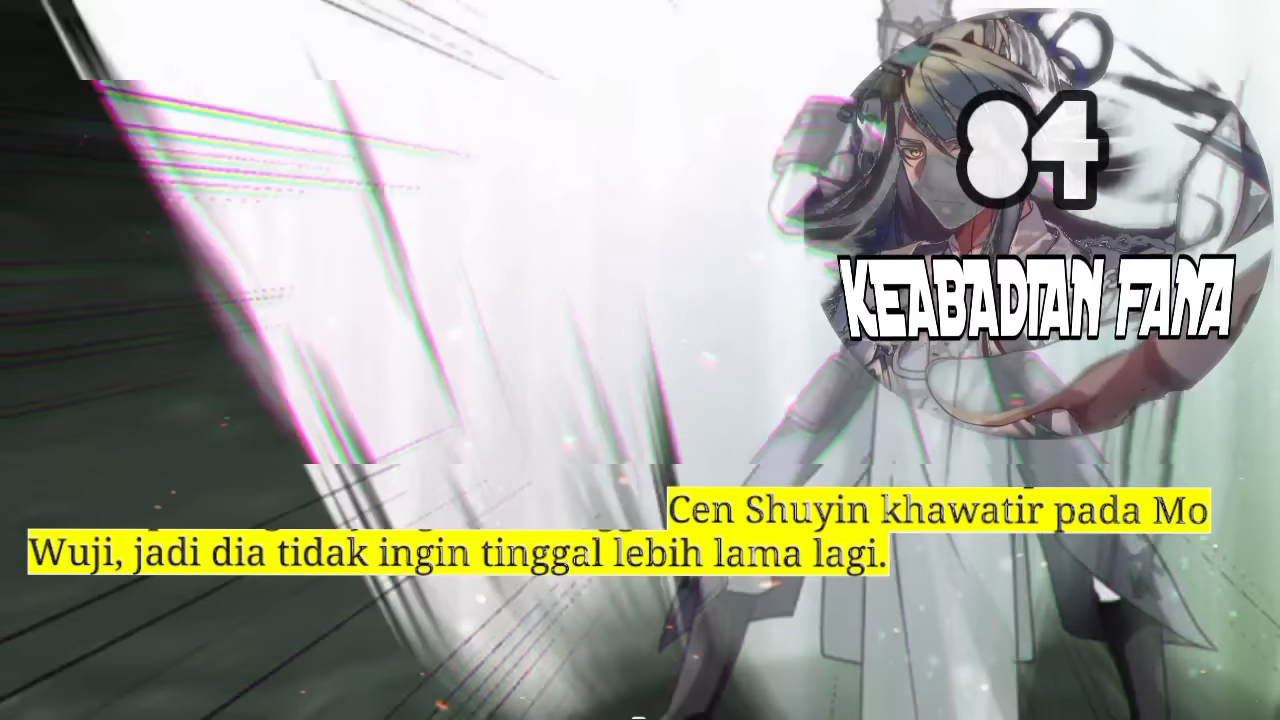 84
KEABADIAN FANA
Cen Shuyin khawatir pada Mo
Wuji, jadi dia tidak ingin tinggal lebih lama lagi.